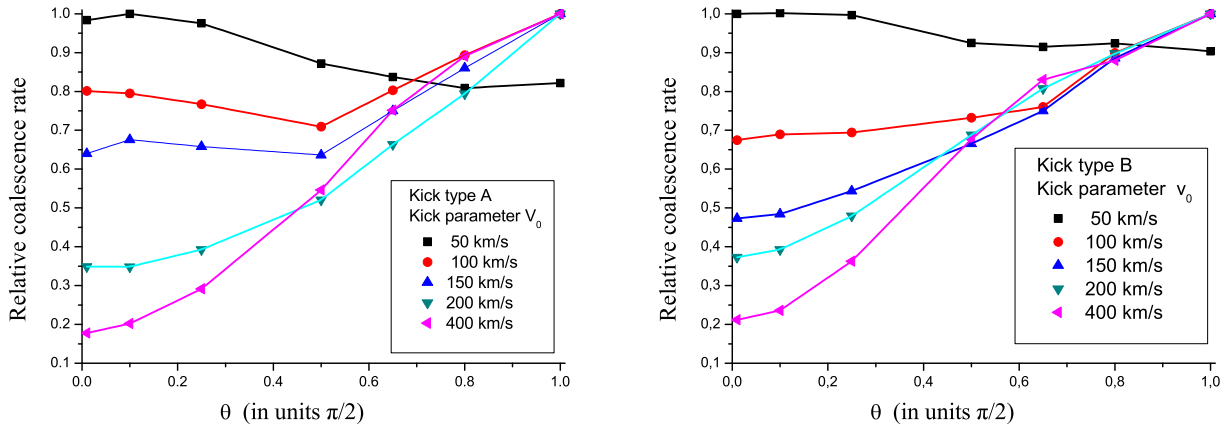 Relative coalescence rate
1.0
0.9
0.8
0.7
0.6
0.5
0.4
0.3
0.2
0.1
0.0 0.2 0.4 0.6 0.8 1.0
θ (in units π/2)
Kick type A
Kick parameter V0
50 km/s
100 km/s
150 km/s
200 km/s
400 km/s
Relative coalescence rate
1,0
0,9
0,8
0,7
0,6
0,5
0,4
0,3
0,2
0,1
0,0 0,2 0,4 0,6 0,8 1,0
θ (in units π/2)
Kick type B
Kick parameter v0
50 km/s
100 km/s
150 km/s
200 km/s
400 km/s